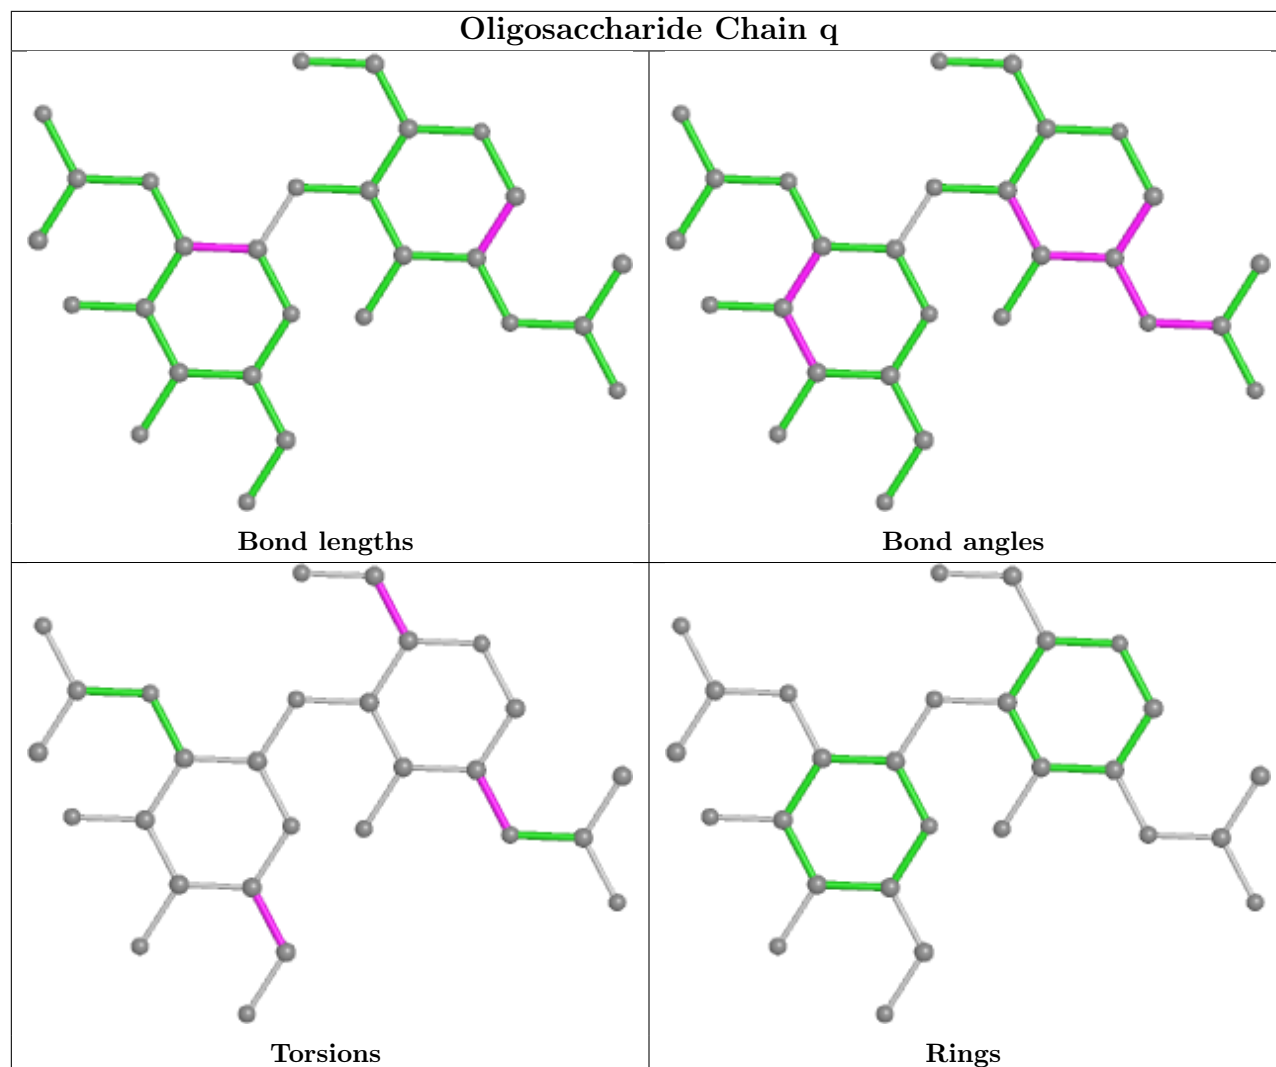 Oligosaccharide Chain q
Bond lengths
Bond angles
Torsions
Rings